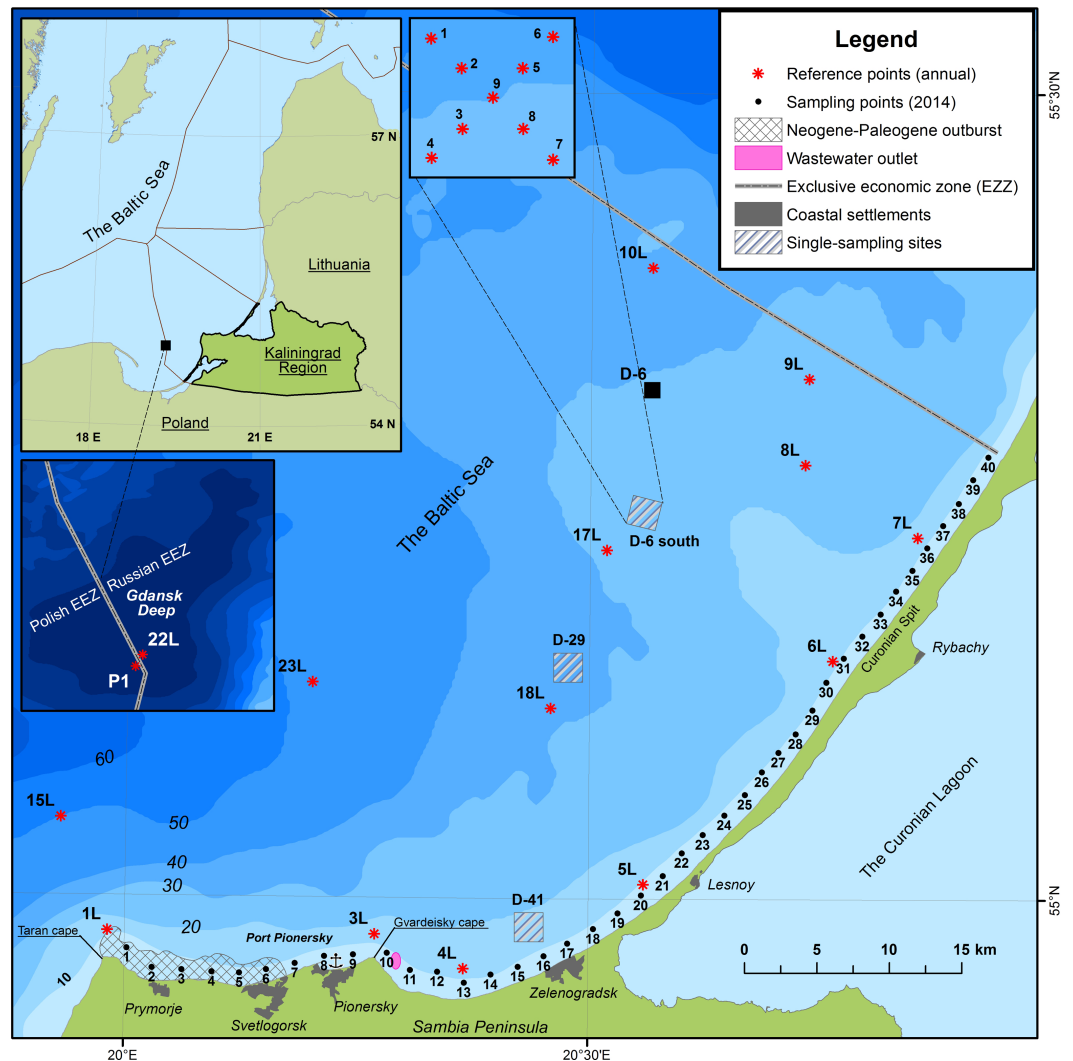 Legend
Reference points (annual)
Sampling points (2014)
Neogene-Paleogene outburst
Wastewater outlet
Exclusive economic zone (EZZ)
Coastal settlements
Single-sampling sites
57 N
The Baltic Sea
Lithuania
Kaliningrad
Region
Poland
54 N
18 E
21 E
1
6
2
5
9
3
8
4
7
55°30'N
10L
D-6
9L
8L
The Baltic Sea
17L
D-6 south
7L
Polish EEZ
Russian EEZ
Gdansk
Deep
22L
P1
23L
D-29
18L
6L
Curonian Spit
Rybachy
60
15L
50
40
30
20
10
The Curonian Lagoon
5L
Lesnoy
D-41
55°N
1L
3L
Gvardeisky cape
Taran cape
Port Pionersky
4L
1
2
3
4
5
6
7
8
9
10
11
12
13
14
15
16
17
18
19
20
21
22
23
24
25
26
27
28
29
30
31
32
33
34
35
36
37
38
39
40
Prymorje
Svetlogorsk
Pionersky
Zelenogradsk
Sambia Peninsula
0 5 10 15 km
20°E
20°30'E